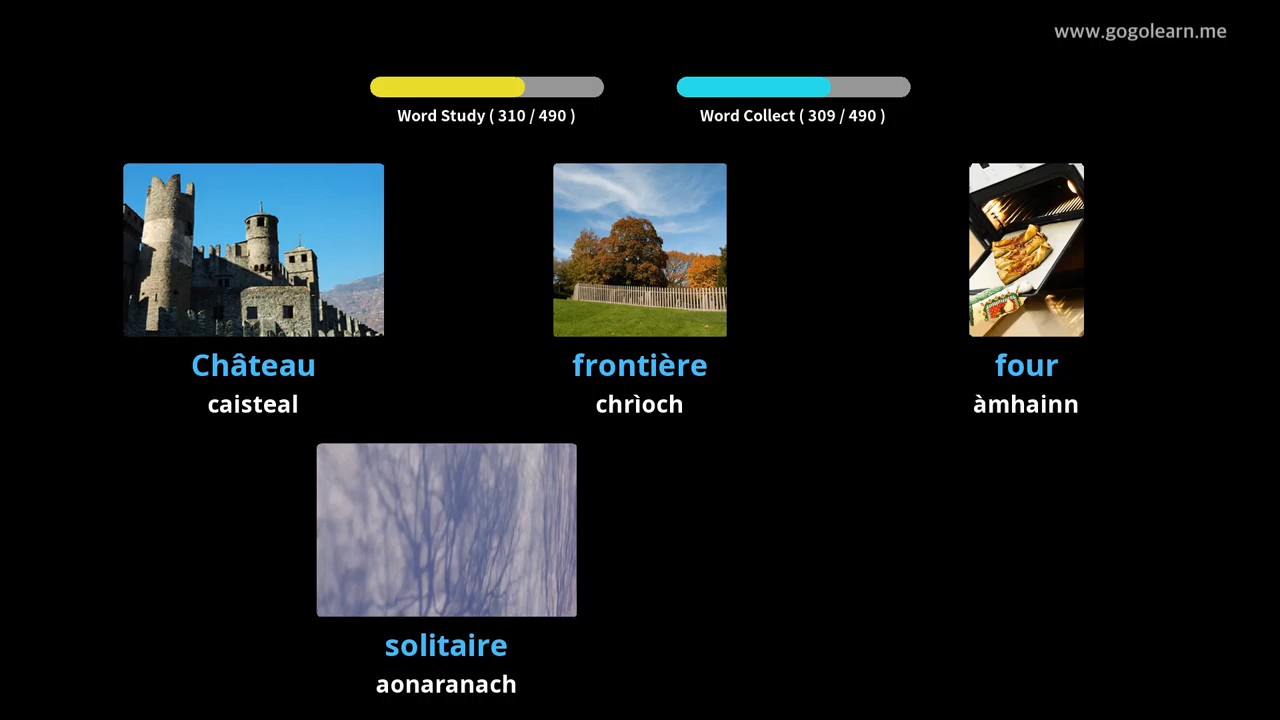 www.gogolearn.me
Word Study ( 310 / 490 )
Word Collect ( 309 / 490 )
Château
caisteal
frontière
chrìoch
four
àmhainn
solitaire
aonaranach